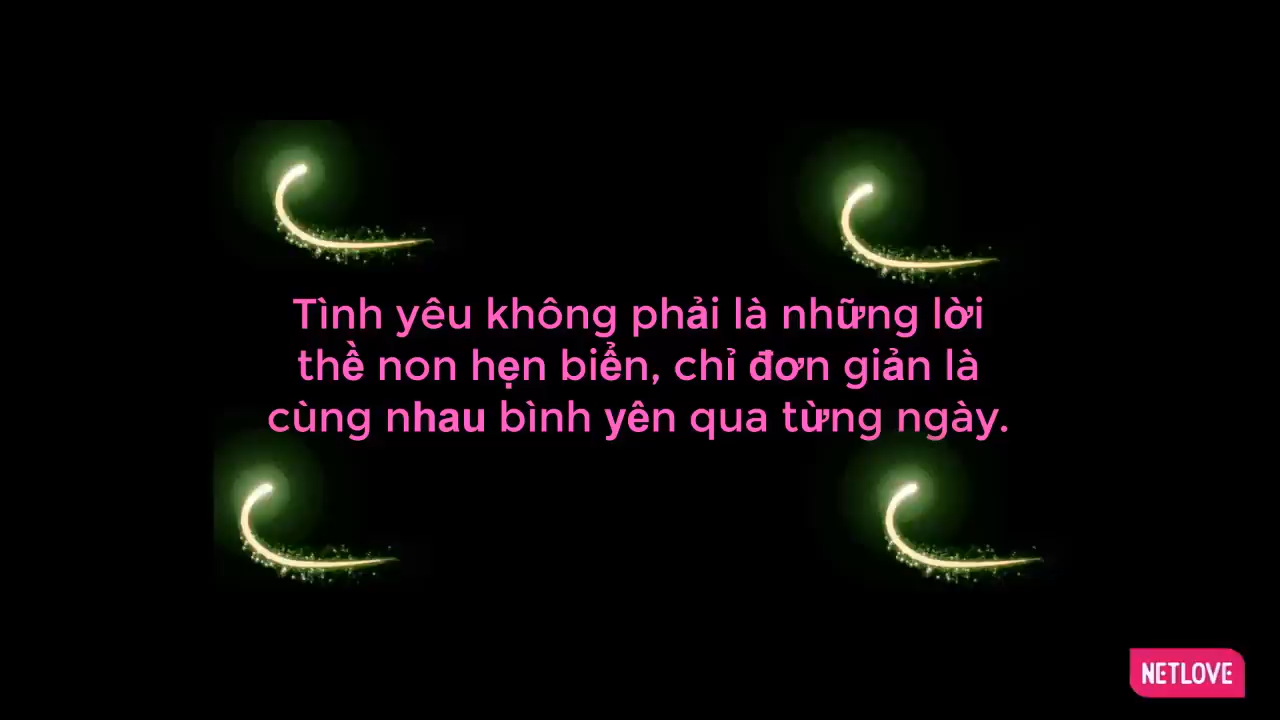 Tình yêu không phải là những lời
thề non hẹn biển, chỉ đơn giản là
cùng nhau bình yên qua từng ngày.
NETLOVE